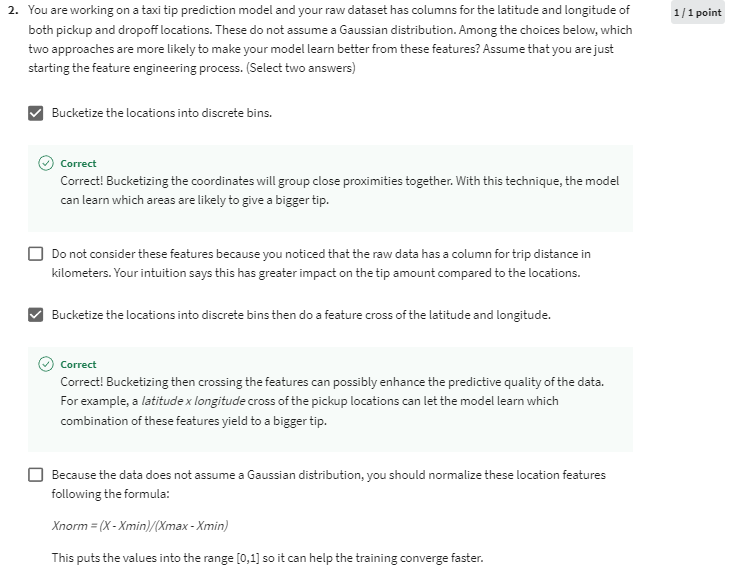 2. You are working on a taxi tip prediction model and your raw dataset has columns for the latitude and longitude of
1 / 1 point
both pickup and dropoff locations. These do not assume a Gaussian distribution. Among the choices below, which
two approaches are more likely to make your model learn better from these features? Assume that you are just
starting the feature engineering process. (Select two answers)
Bucketize the locations into discrete bins.
Correct
Correct! Bucketizing the coordinates will group close proximities together. With this technique, the model
can learn which areas are likely to give a bigger tip.
Do not consider these features because you noticed that the raw data has a column for trip distance in
kilometers. Your intuition says this has greater impact on the tip amount compared to the locations.
Bucketize the locations into discrete bins then do a feature cross of the latitude and longitude.
Correct
Correct! Bucketizing then crossing the features can possibly enhance the predictive quality of the data.
For example, a latitude x longitude cross of the pickup locations can let the model learn which
combination of these features yield to a bigger tip.
Because the data does not assume a Gaussian distribution, you should normalize these location features
following the formula:
Xnorm = (X - Xmin)/(Xmax - Xmin)
This puts the values into the range [0,1] so it can help the training converge faster.